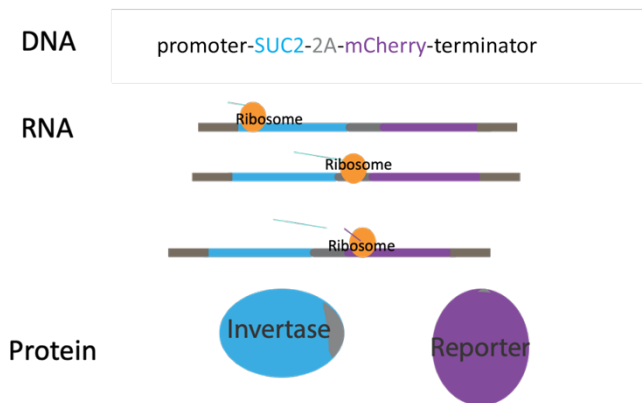 DNA
promoter-SUC2-2A-mCherry-terminator
RNA
Ribosome
Ribosome
Ribosome
Protein
Invertase
Reporter